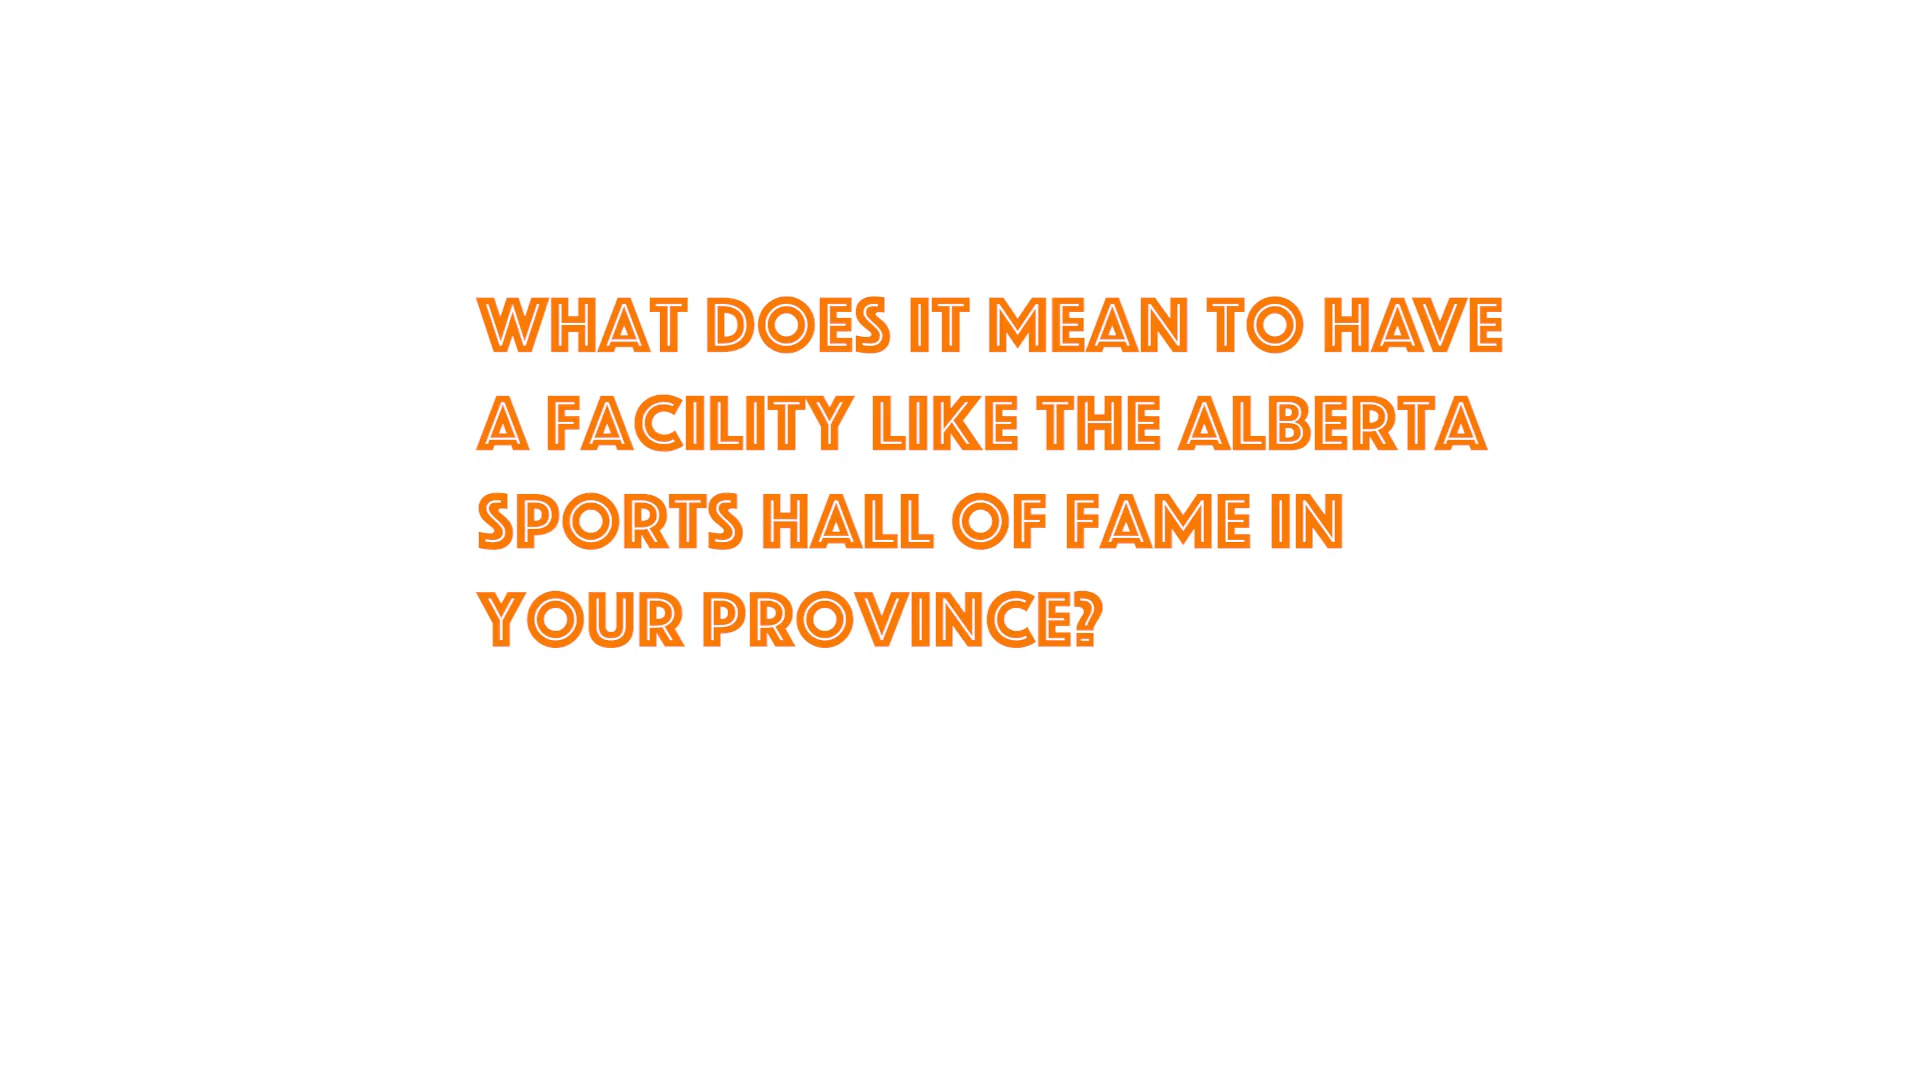 WHAT DOES IT MEAN TO HAVE
A FACILITY LIKE THE ALBERTA
SPORTS HALL OF FAME IN
YOUR PROVINCE?